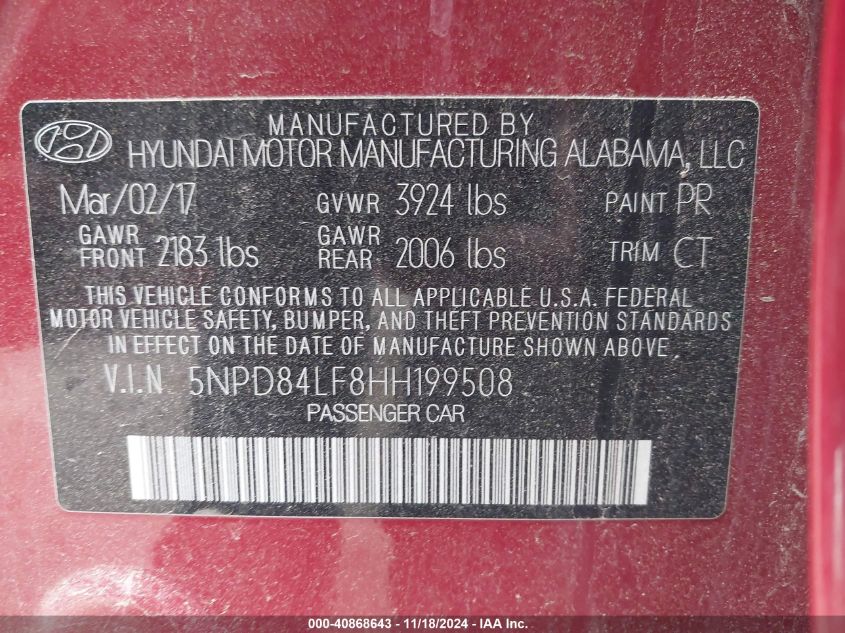 MANUFACTURED BY
HYUNDAI MOTOR MANUFACTURING ALABAMA, LLC
Mar/02/17 GVWR 3924 lbs PAINT PR
GAWR FRONT 2183 lbs GAWR REAR 2006 lbs TRIM CT
THIS VEHICLE CONFORMS TO ALL APPLICABLE U.S.A. FEDERAL
MOTOR VEHICLE SAFETY, BUMPER, AND THEFT PREVENTION STANDARDS
IN EFFECT ON THE DATE OF MANUFACTURE SHOWN ABOVE.
V.I.N 5NPD84LF8HH199508
PASSENGER CAR
000-40868643 - 11/18/2024 - IAA Inc.